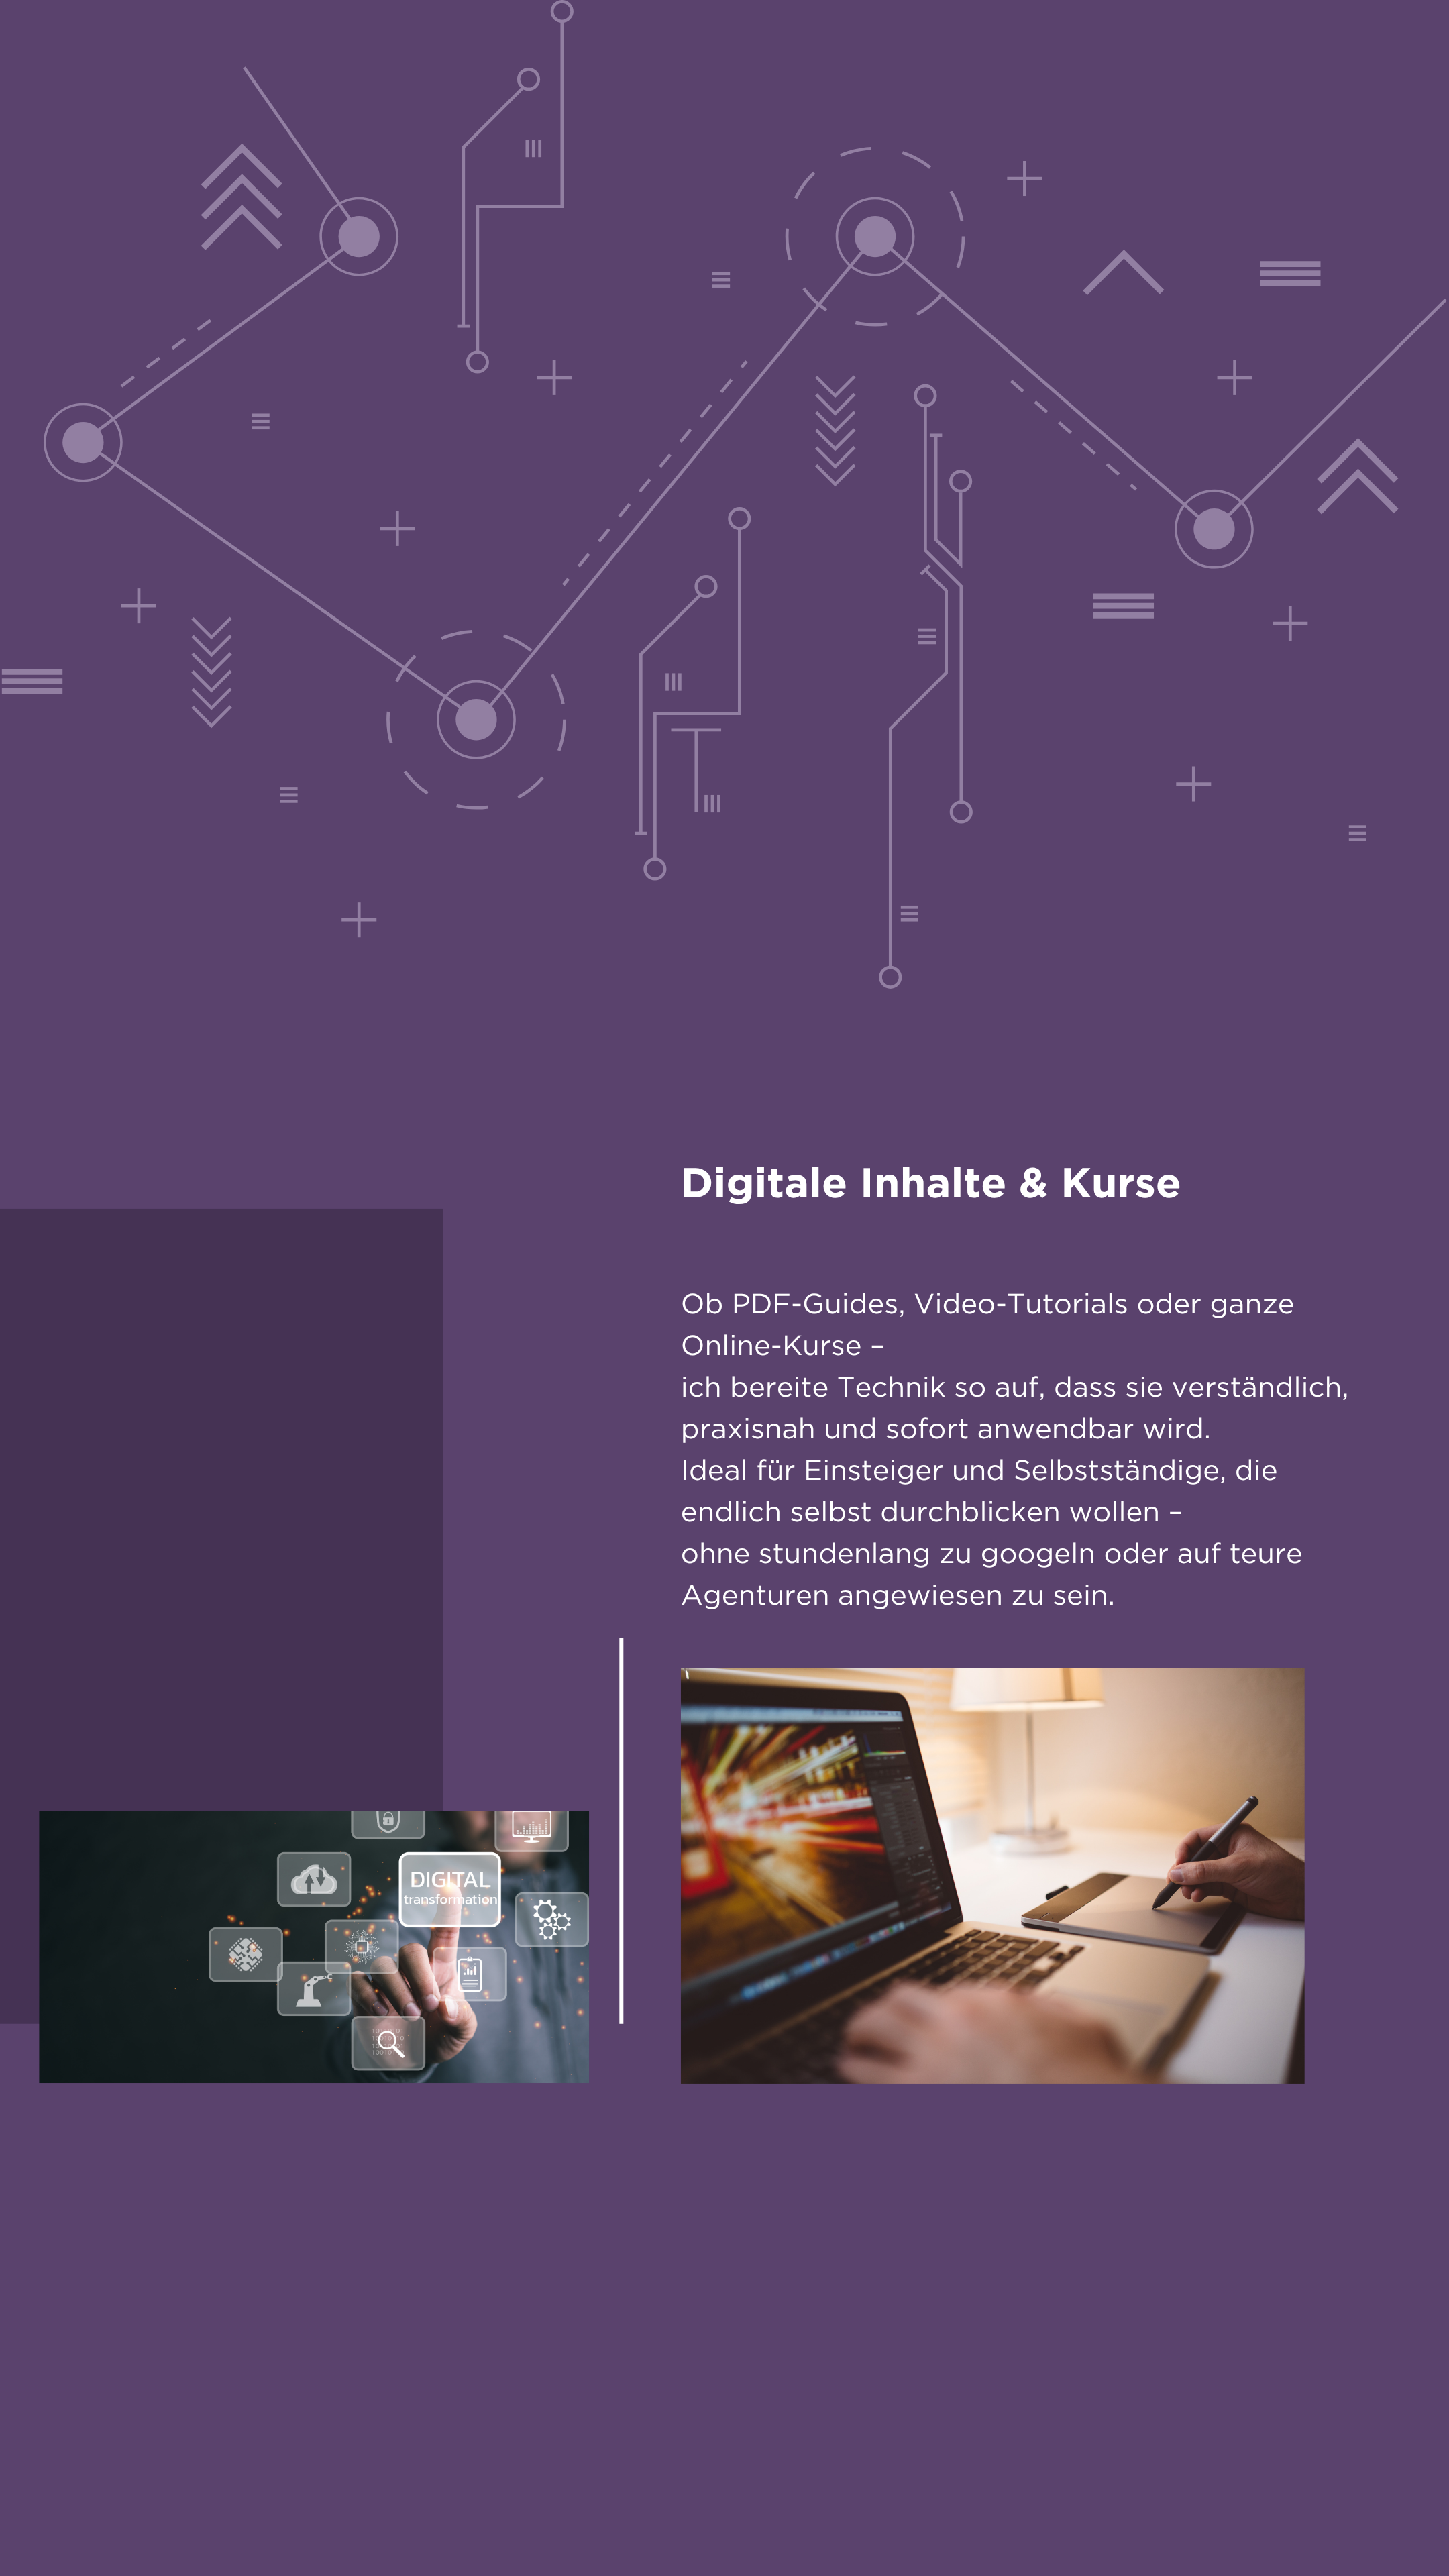 Digitale Inhalte & Kurse
Ob PDF-Guides, Video-Tutorials oder ganze
Online-Kurse –
ich bereite Technik so auf, dass sie verständlich,
praxisnah und sofort anwendbar wird.
Ideal für Einsteiger und Selbstständige, die
endlich selbst durchblicken wollen –
ohne stundenlang zu googeln oder auf teure
Agenturen angewiesen zu sein.
DIGITAL
transformation